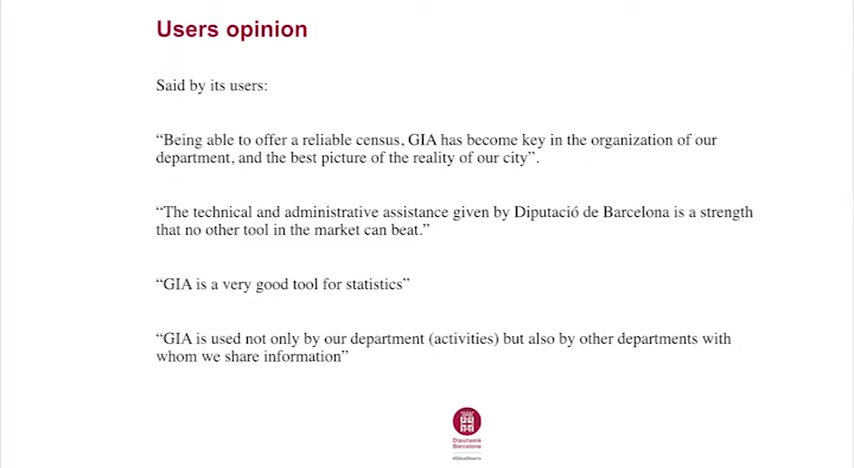 Users opinion
Said by its users:
“Being able to offer a reliable census, GIA has become key in the organization of our
department, and the best picture of the reality of our city”.
“The technical and administrative assistance given by Diputació de Barcelona is a strength
that no other tool in the market can beat.”
“GIA is a very good tool for statistics”
“GIA is used not only by our department (activities) but also by other departments with
whom we share information”
Diputació
Barcelona